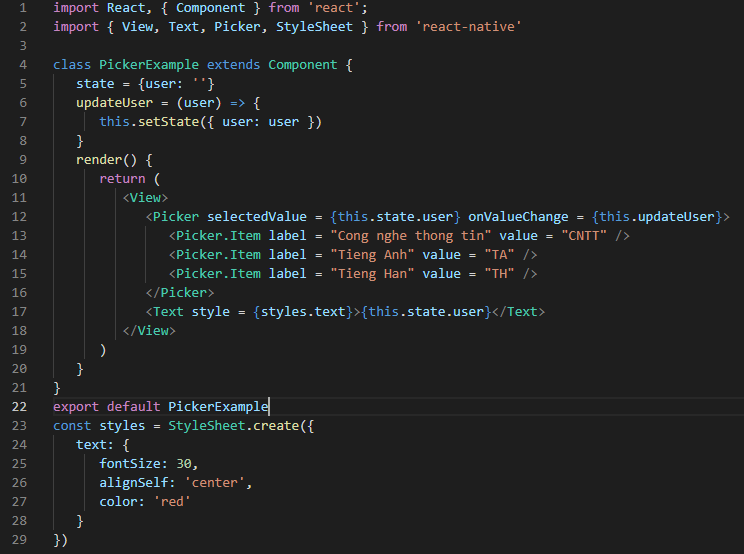 1 import React, { Component } from 'react';
2 import { View, Text, Picker, StyleSheet } from 'react-native'
3
4 class PickerExample extends Component {
5    state = {user: ''}
6    updateUser = (user) => {
7       this.setState({ user: user })
8    }
9    render() {
10       return (
11          <View>
12             <Picker selectedValue = {this.state.user} onValueChange = {this.updateUser}>
13                <Picker.Item label = "Cong nghe thong tin" value = "CNTT" />
14                <Picker.Item label = "Tieng Anh" value = "TA" />
15                <Picker.Item label = "Tieng Han" value = "TH" />
16             </Picker>
17             <Text style = {styles.text}>{this.state.user}</Text>
18          </View>
19       )
20    }
21 }
22 export default PickerExample
23 const styles = StyleSheet.create({
24    text: {
25       fontSize: 30,
26       alignSelf: 'center',
27       color: 'red'
28    }
29 })